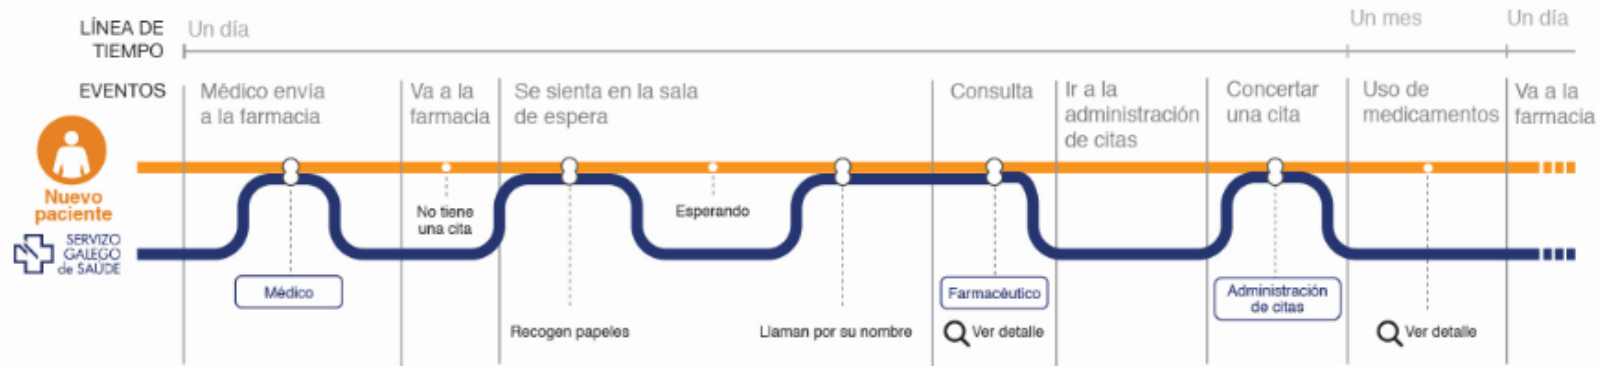 LÍNEA DE
TIEMPO
Un día
Un mes
Un día
EVENTOS
Médico envía
a la farmacia
Va a la
farmacia
Se sienta en la sala
de espera
Consulta
Ir a la
administración
de citas
Concertar
una cita
Uso de
medicamentos
Va a la
farmacia
Nuevo
paciente
SERVIZO
GALEGO
de SAÚDE
No tiene
una cita
Esperando
Médico
Farmacéutico
Administración
de citas
Recogen papeles
Llaman por su nombre
Ver detalle
Ver detalle